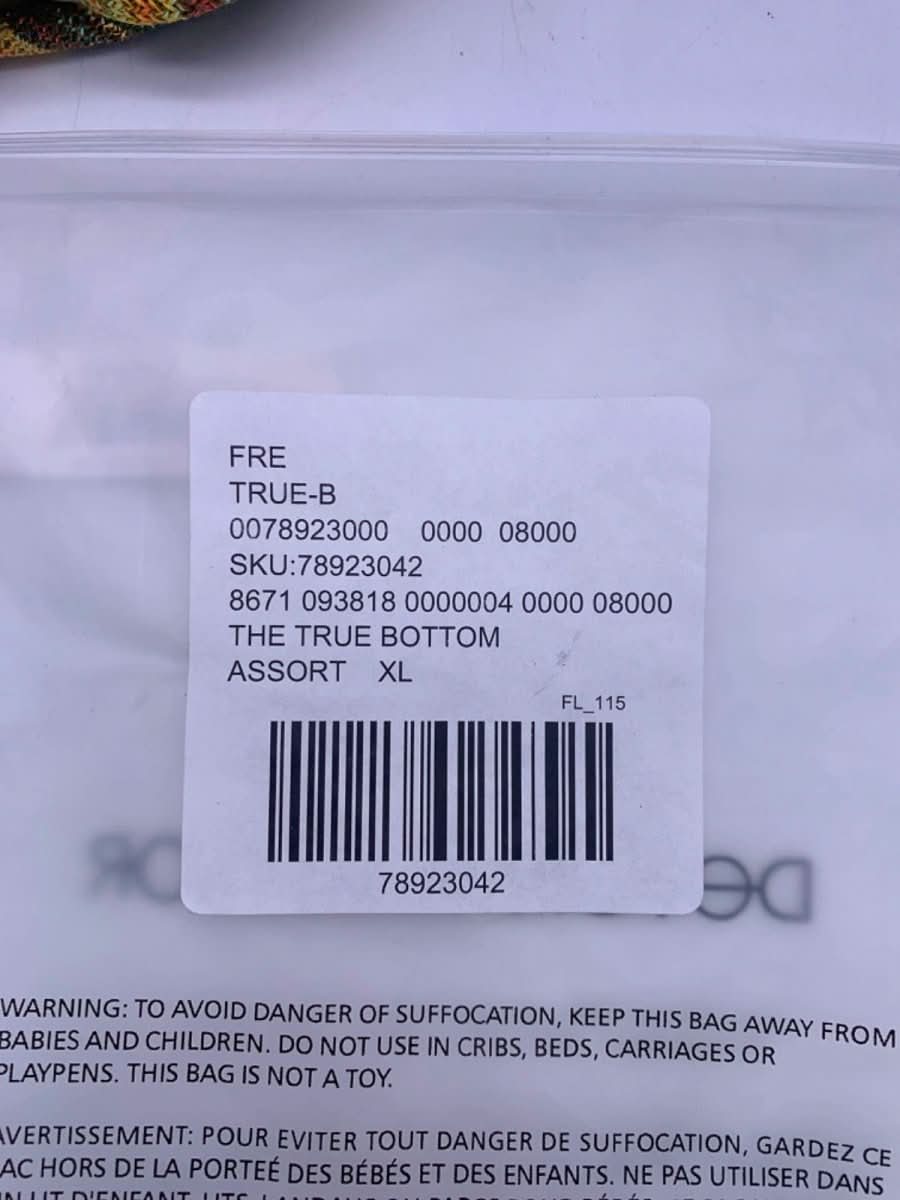 FRE
TRUE-B
0078923000 0000 08000
SKU:78923042
8671 093818 0000004 0000 08000
THE TRUE BOTTOM
ASSORT XL
FL_115
78923042
WARNING: TO AVOID DANGER OF SUFFOCATION, KEEP THIS BAG AWAY FROM
BABIES AND CHILDREN. DO NOT USE IN CRIBS, BEDS, CARRIAGES OR
PLAYPENS. THIS BAG IS NOT A TOY.
AVERTISSEMENT: POUR EVITER TOUT DANGER DE SUFFOCATION, GARDEZ CE
SAC HORS DE LA PORTEÉ DES BÉBÉS ET DES ENFANTS. NE PAS UTILISER DANS